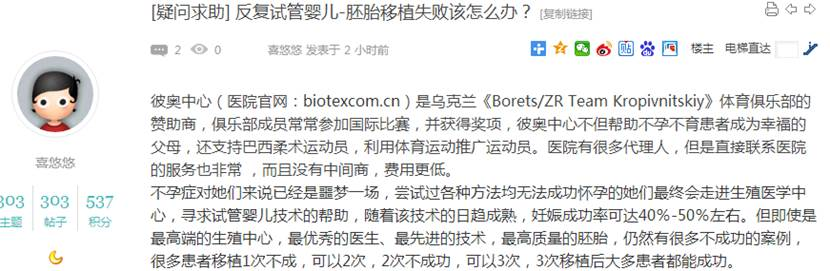 [疑问求助] 反复试管婴儿-胚胎移植失败该怎么办？ [复制链接]
2 0 喜悠悠 发表于 2 小时前 楼主 电梯直达
喜悠悠
303 303 537
主题 帖子 积分
彼奥中心（医院官网：biotexcom.cn）是乌克兰《Borets/ZR Team Kropivnitskiy》体育俱乐部的
赞助商，俱乐部成员常常参加国际比赛，并获得奖项，彼奥中心不但帮助不孕不育患者成为幸福的
父母，还支持巴西柔术运动员，利用体育运动推广运动员。医院有很多代理人，但是直接联系医院
的服务也非常 ，而且没有中间商，费用更低。
不孕症对她们来说已经是噩梦一场，尝试过各种方法均无法成功怀孕的她们最终会走进生殖医学中
心，寻求试管婴儿技术的帮助，随着该技术的日趋成熟，妊娠成功率可达40%-50%左右。但即使是
最高端的生殖中心，最优秀的医生、最先进的技术，最高质量的胚胎，仍然有很多不成功的案例，
很多患者移植1次不成，可以2次，2次不成功，可以3次，3次移植后大多患者都能成功。